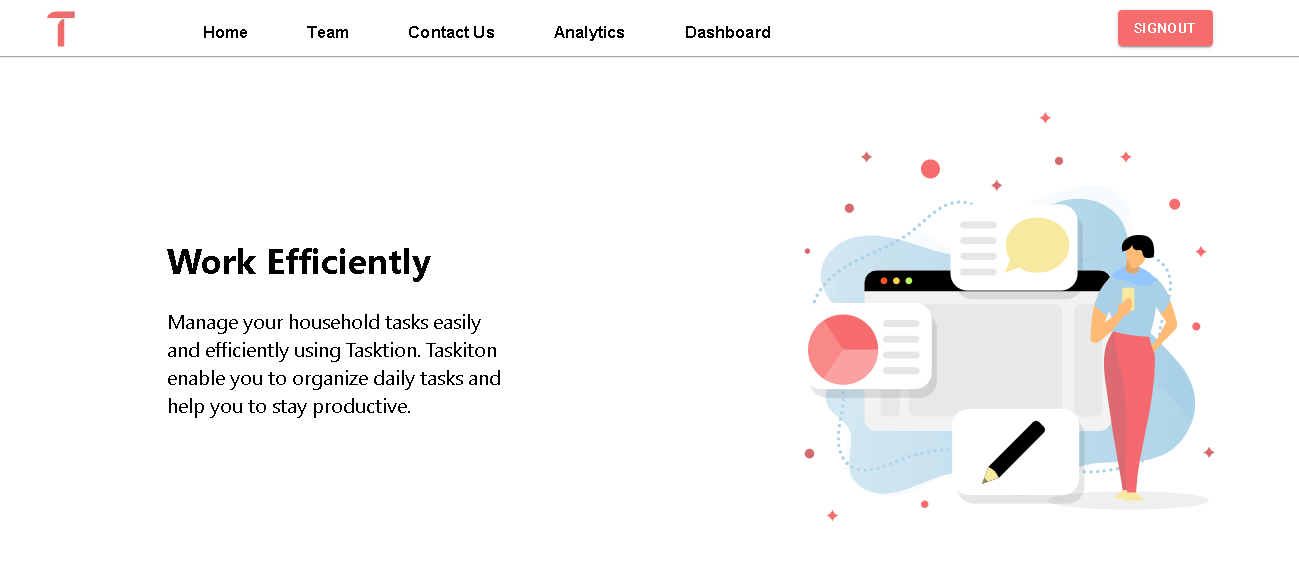 T
Home Team Contact Us Analytics Dashboard SIGNOUT
Work Efficiently
Manage your household tasks easily
and efficiently using Tasktion. Taskiton
enable you to organize daily tasks and
help you to stay productive.